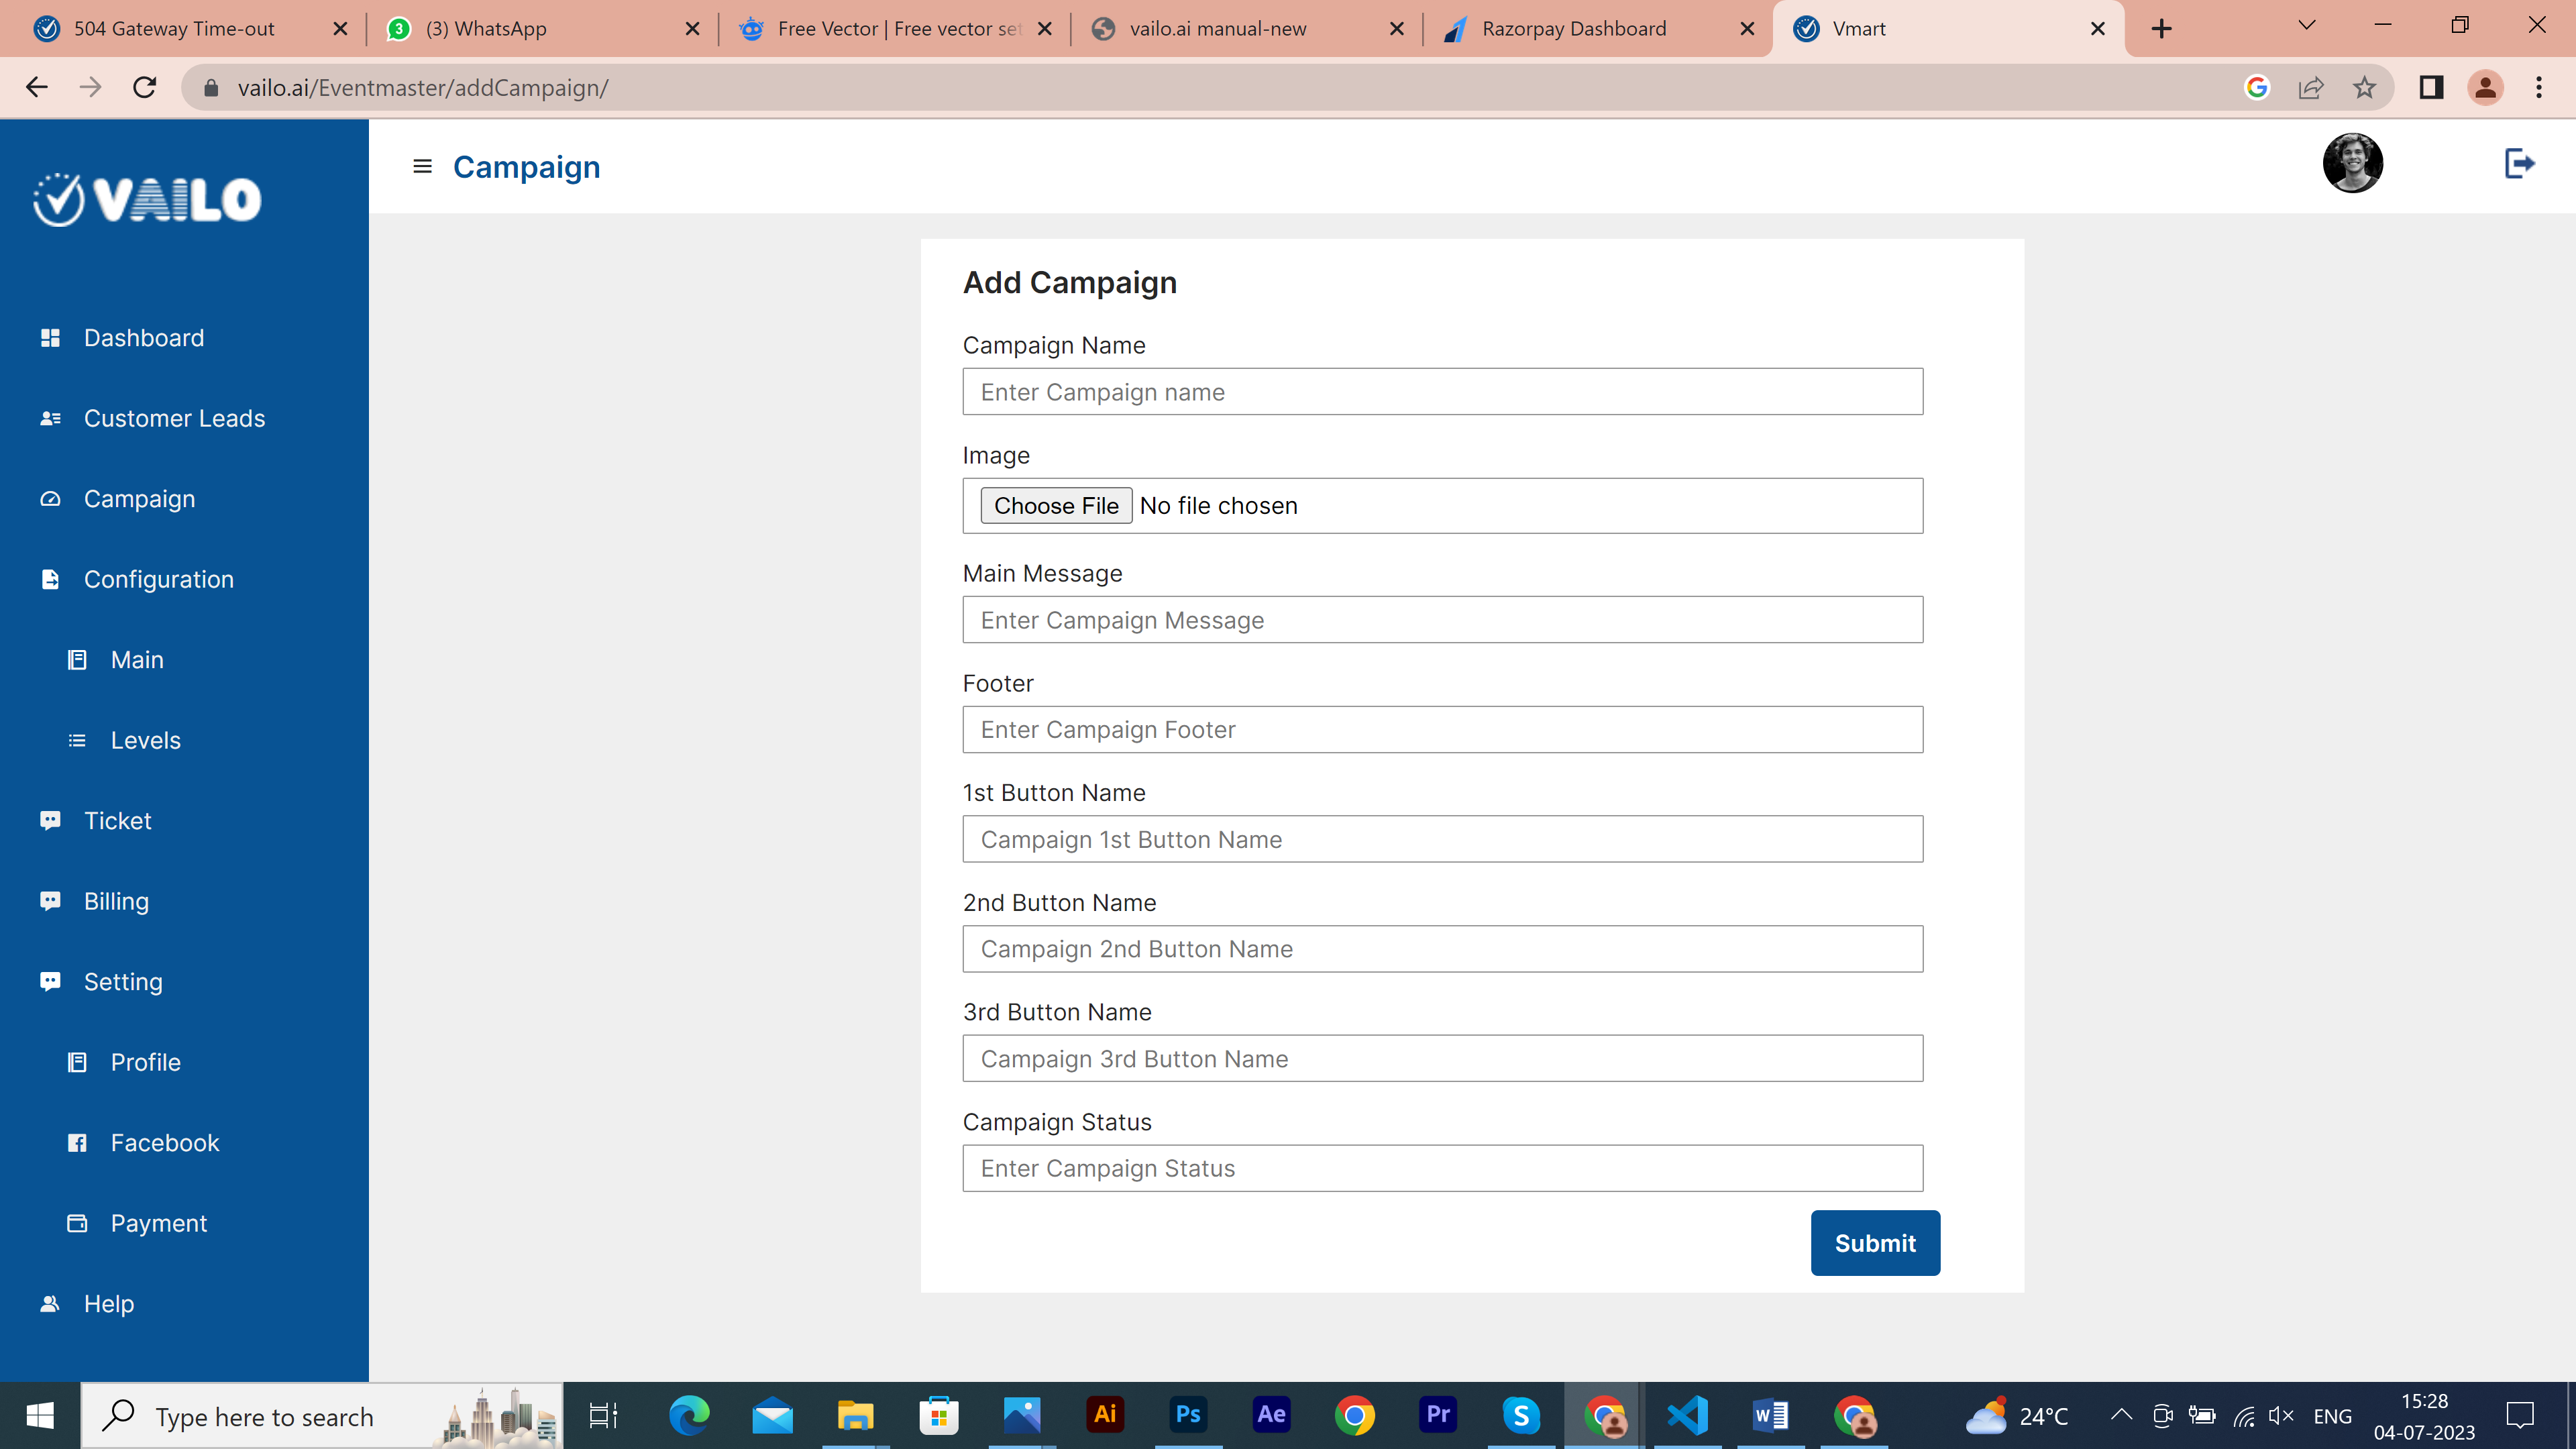 504 Gateway Time-out
3
(3) WhatsApp
Free Vector | Free vector set
vailo.ai manual-new
Razorpay Dashboard
Vmart
vailo.ai/Eventmaster/addCampaign/
VAILO
Campaign
Dashboard
Customer Leads
Campaign
Configuration
Main
Levels
Ticket
Billing
Setting
Profile
Facebook
Payment
Help
Add Campaign
Campaign Name
Enter Campaign name
Image
Choose File No file chosen
Main Message
Enter Campaign Message
Footer
Enter Campaign Footer
1st Button Name
Campaign 1st Button Name
2nd Button Name
Campaign 2nd Button Name
3rd Button Name
Campaign 3rd Button Name
Campaign Status
Enter Campaign Status
Submit
Type here to search
Ai
Ps
Ae
Pr
S
W
24°C
ENG
15:28
04-07-2023